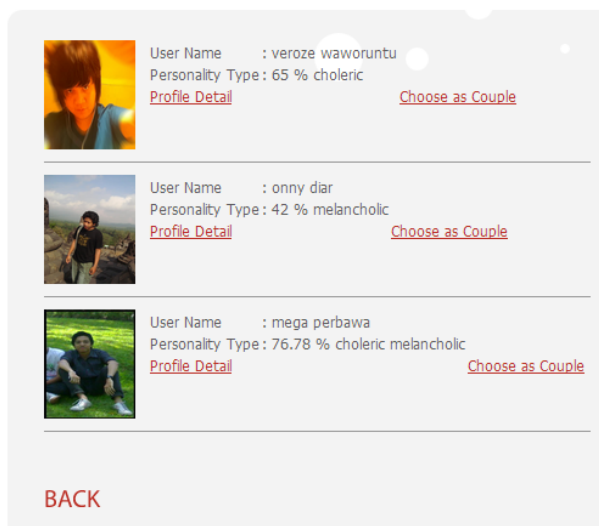 User Name : veroze waworuntu
Personality Type : 65 % choleric
Profile Detail Choose as Couple
User Name : onny diar
Personality Type : 42 % melancholic
Profile Detail Choose as Couple
User Name : mega perbawa
Personality Type : 76.78 % choleric melancholic
Profile Detail Choose as Couple
BACK